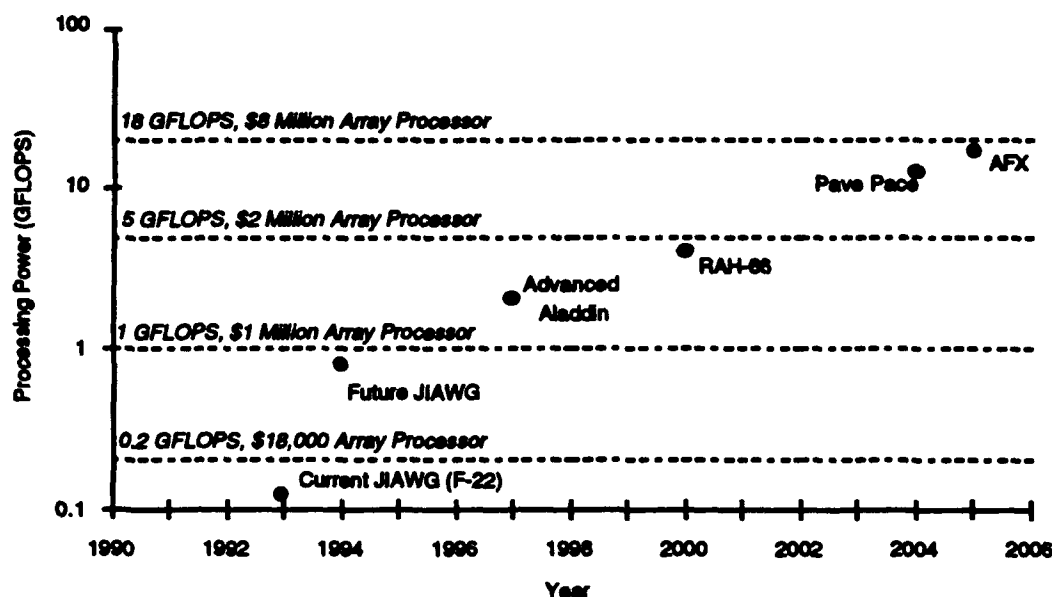 100
18 GFLOPS, $8 Million Array Processor
AFX
Pave Pace
10
5 GFLOPS, $2 Million Array Processor
RAH-66
Advanced
Aladdin
1 GFLOPS, $1 Million Array Processor
1
Future JIAWG
0.2 GFLOPS, $18,000 Array Processor
Current JIAWG (F-22)
0.1
Processing Power (GFLOPS)
1990 1992 1994 1996 1998 2000 2002 2004 2006
Year